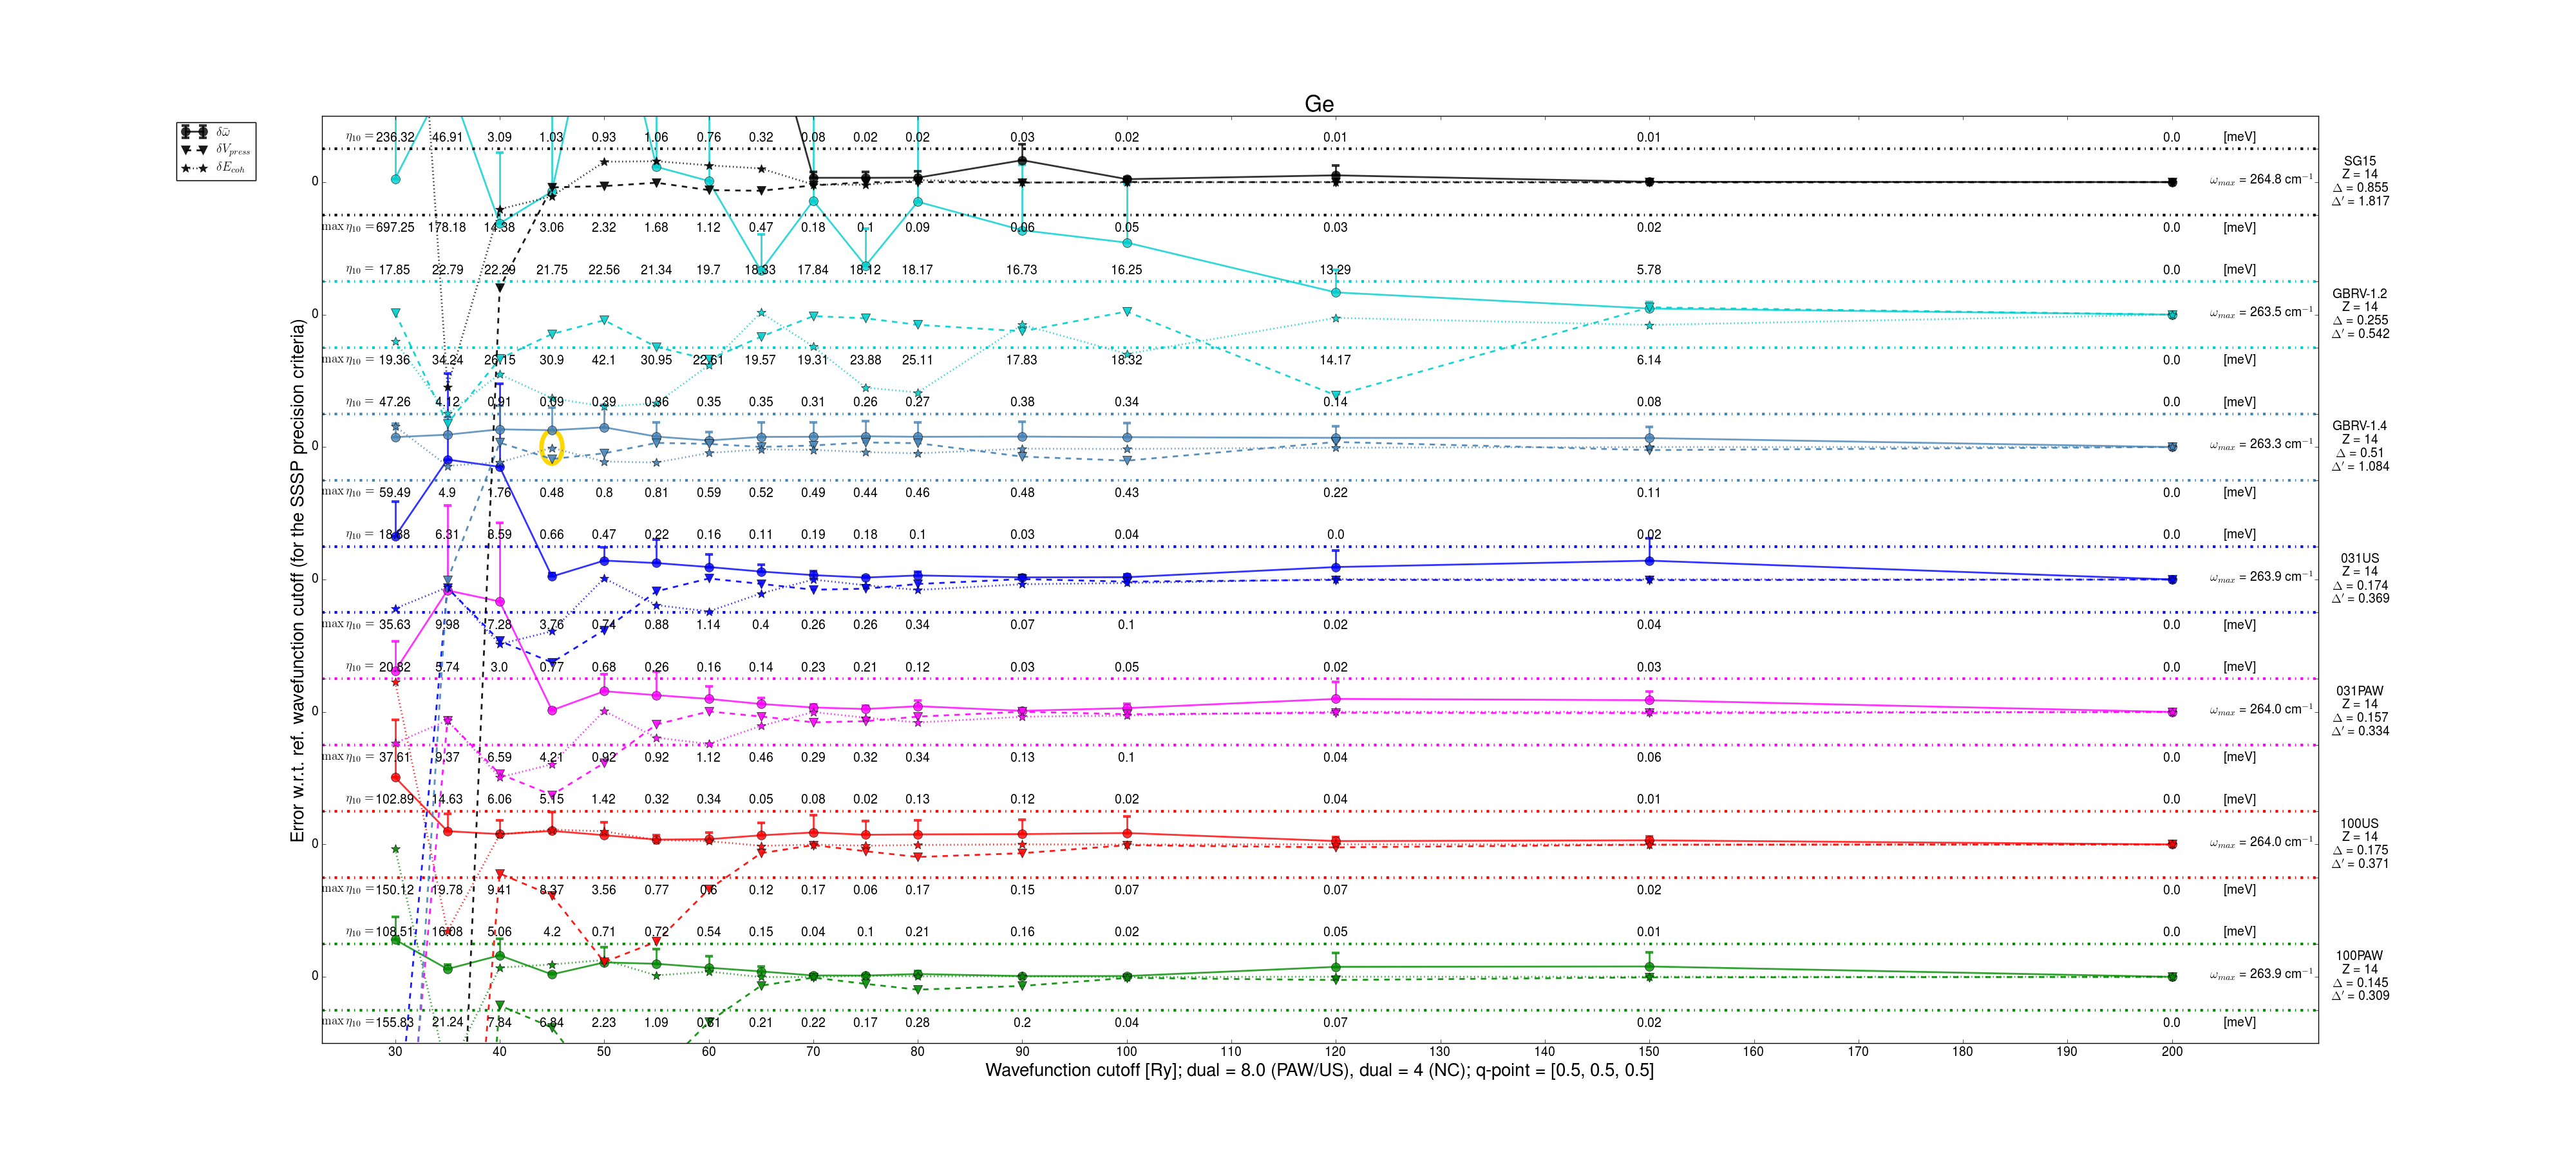 Ge
δω̄
δV_press
δE_coh
η₁₀ = 236.32 46.91 3.09 1.03 0.93 1.06 0.76 0.32 0.08 0.02 0.02 0.03 0.02 0.01 0.01 0.0 [meV]
0 ω_max = 264.8 cm⁻¹
SG15
Z = 14
Δ = 0.855
Δ′ = 1.817
max η₁₀ = 697.25 178.18 14.38 3.06 2.32 1.68 1.12 0.47 0.18 0.1 0.09 0.06 0.05 0.03 0.02 0.0 [meV]
η₁₀ = 17.85 22.79 22.29 21.75 22.56 21.34 19.7 18.33 17.84 18.12 18.17 16.73 16.25 13.29 5.78 0.0 [meV]
0 ω_max = 263.5 cm⁻¹
GBRV-1.2
Z = 14
Δ = 0.255
Δ′ = 0.542
max η₁₀ = 19.36 34.24 26.15 30.9 42.1 30.95 22.61 19.57 19.31 23.88 25.11 17.83 18.32 14.17 6.14 0.0 [meV]
η₁₀ = 47.26 4.12 0.91 0.09 0.39 0.36 0.35 0.35 0.31 0.26 0.27 0.38 0.34 0.14 0.08 0.0 [meV]
0 ω_max = 263.3 cm⁻¹
GBRV-1.4
Z = 14
Δ = 0.51
Δ′ = 1.084
max η₁₀ = 59.49 4.9 1.76 0.48 0.8 0.81 0.59 0.52 0.49 0.44 0.46 0.48 0.43 0.22 0.11 0.0 [meV]
η₁₀ = 18.88 6.31 8.59 0.66 0.47 0.22 0.16 0.11 0.19 0.18 0.1 0.03 0.04 0.0 0.02 0.0 [meV]
0 ω_max = 263.9 cm⁻¹
031US
Z = 14
Δ = 0.174
Δ′ = 0.369
max η₁₀ = 35.63 9.98 7.28 3.76 0.74 0.88 1.14 0.4 0.26 0.26 0.34 0.07 0.1 0.02 0.04 0.0 [meV]
η₁₀ = 20.82 5.74 3.0 0.77 0.68 0.26 0.16 0.14 0.23 0.21 0.12 0.03 0.05 0.02 0.03 0.0 [meV]
0 ω_max = 264.0 cm⁻¹
031PAW
Z = 14
Δ = 0.157
Δ′ = 0.334
max η₁₀ = 37.61 9.37 6.59 4.21 0.92 0.92 1.12 0.46 0.29 0.32 0.34 0.13 0.1 0.04 0.06 0.0 [meV]
η₁₀ = 102.89 14.63 6.06 5.15 1.42 0.32 0.34 0.05 0.08 0.02 0.13 0.12 0.02 0.04 0.01 0.0 [meV]
0 ω_max = 264.0 cm⁻¹
100US
Z = 14
Δ = 0.175
Δ′ = 0.371
max η₁₀ = 150.12 19.78 9.41 8.37 3.56 0.77 0.6 0.12 0.17 0.06 0.17 0.15 0.07 0.07 0.02 0.0 [meV]
η₁₀ = 108.51 16.08 5.06 4.2 0.71 0.72 0.54 0.15 0.04 0.1 0.21 0.16 0.02 0.05 0.01 0.0 [meV]
0 ω_max = 263.9 cm⁻¹
100PAW
Z = 14
Δ = 0.145
Δ′ = 0.309
max η₁₀ = 155.83 21.24 7.84 6.84 2.23 1.09 0.81 0.21 0.22 0.17 0.28 0.2 0.04 0.07 0.02 0.0 [meV]
30 40 50 60 70 80 90 100 110 120 130 140 150 160 170 180 190 200
Wavefunction cutoff [Ry]; dual = 8.0 (PAW/US), dual = 4 (NC); q-point = [0.5, 0.5, 0.5]
Error w.r.t. ref. wavefunction cutoff (for the SSSP precision criteria)